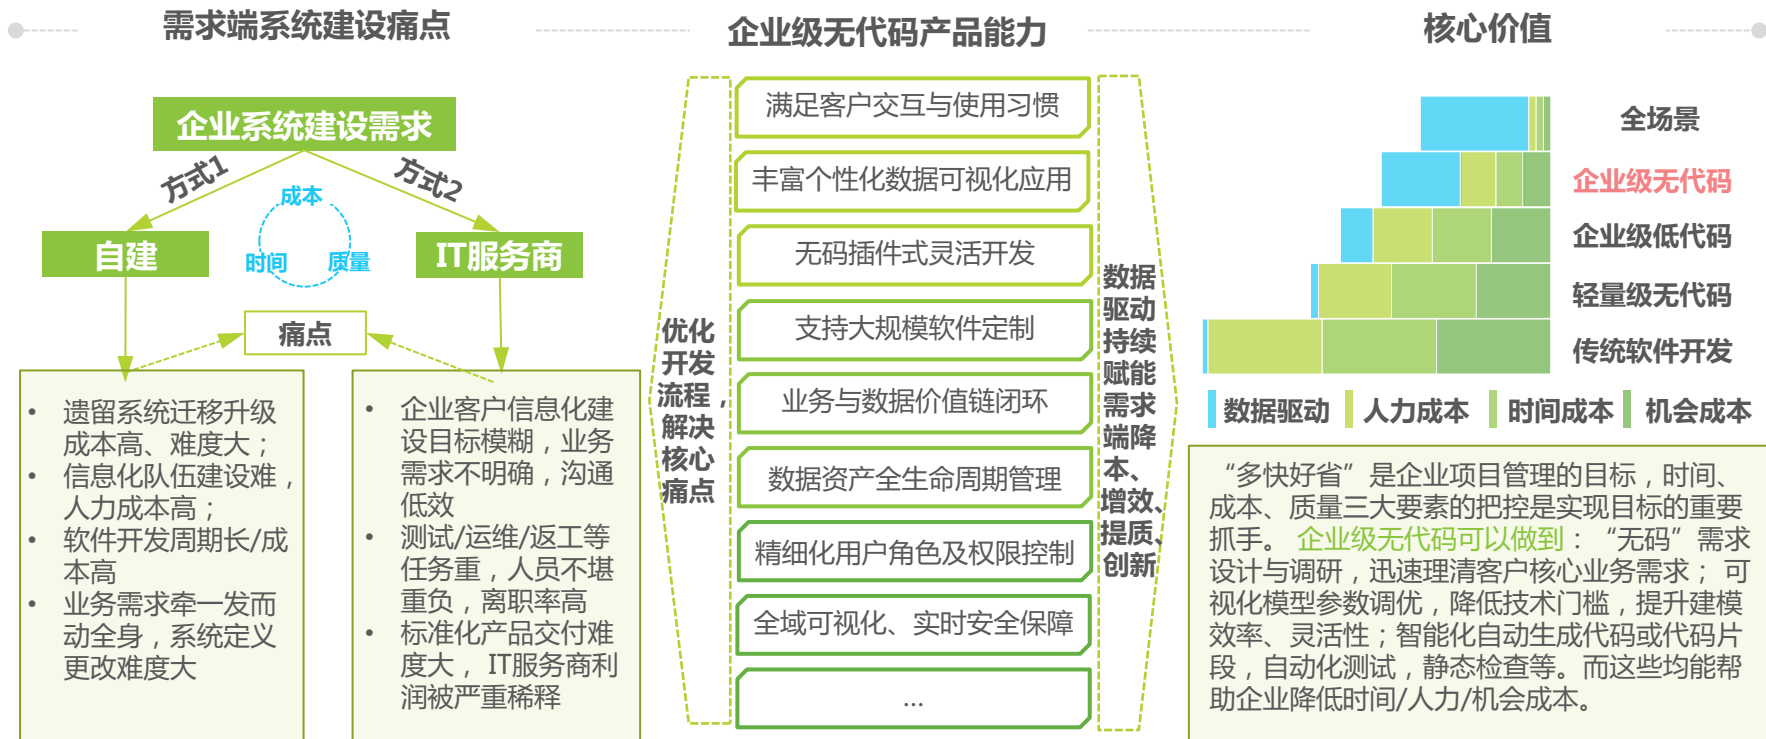 需求端系统建设痛点
企业系统建设需求
方式1
方式2
成本
时间
质量
自建
IT服务商
痛点
• 遗留系统迁移升级
成本高、难度大；
• 信息化队伍建设难，
人力成本高；
• 软件开发周期长/成
本高
• 业务需求牵一发而
动全身，系统定义
更改难度大
• 企业客户信息化建
设目标模糊，业务
需求不明确，沟通
低效
• 测试/运维/返工等
任务重，人员不堪
重负，离职率高
• 标准化产品交付难
度大， IT服务商利
润被严重稀释
企业级无代码产品能力
优化
开发
流程，
解决
核心
痛点
满足客户交互与使用习惯
丰富个性化数据可视化应用
无码插件式灵活开发
支持大规模软件定制
业务与数据价值链闭环
数据资产全生命周期管理
精细化用户角色及权限控制
全域可视化、实时安全保障
...
数据
驱动
持续
赋能
需求
端降
本、
增效、
提质、
创新
核心价值
全场景
企业级无代码
企业级低代码
轻量级无代码
传统软件开发
数据驱动 人力成本 时间成本 机会成本
“多快好省”是企业项目管理的目标，时间、
成本、质量三大要素的把控是实现目标的重要
抓手。 企业级无代码可以做到：“无码”需求
设计与调研，迅速理清客户核心业务需求； 可
视化模型参数调优，降低技术门槛，提升建模
效率、灵活性；智能化自动生成代码或代码片
段，自动化测试，静态检查等。而这些均能帮
助企业降低时间/人力/机会成本。